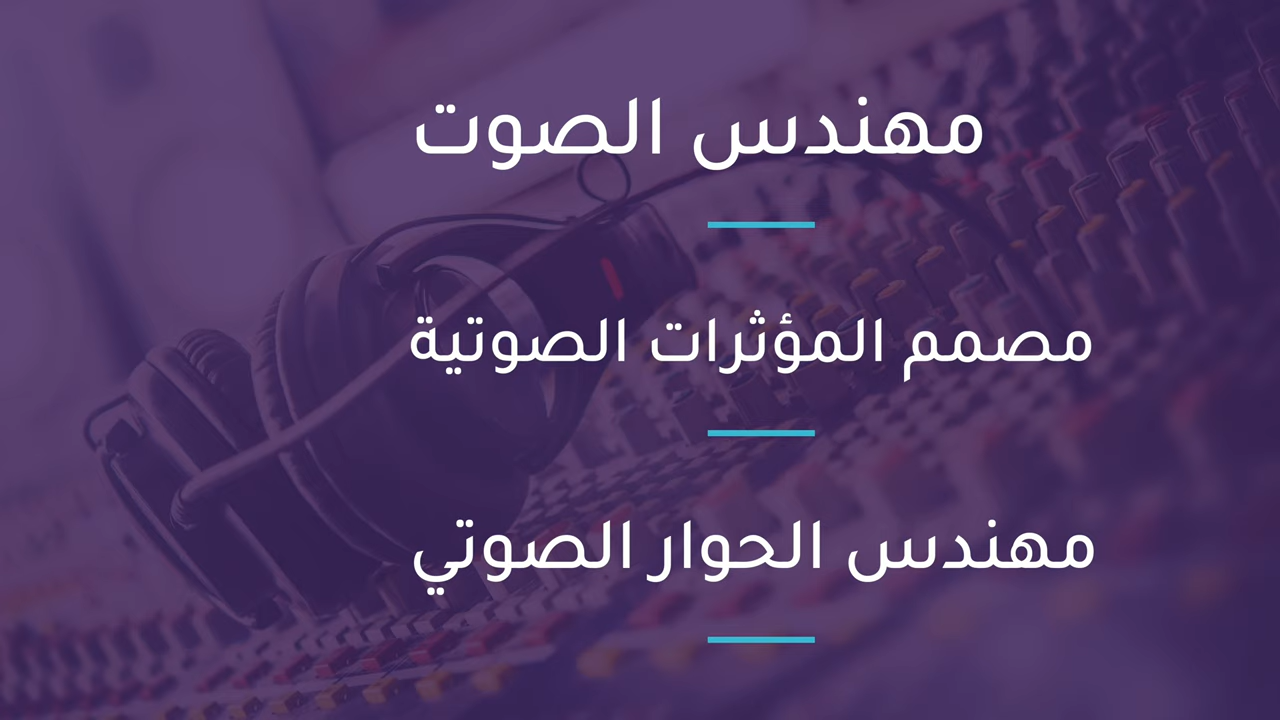 مهندس الصوت
مصمم المؤثرات الصوتية
مهندس الحوار الصوتي